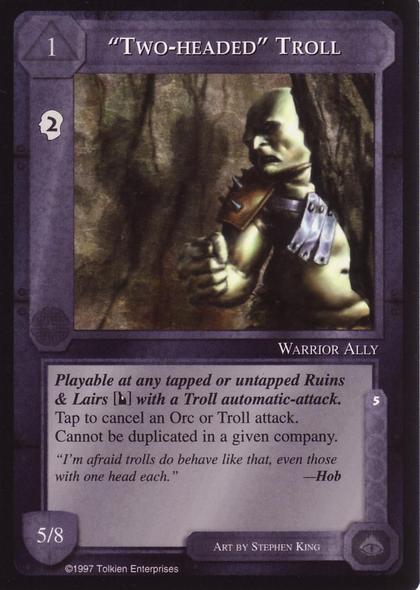 1
"Two-headed" Troll
2
Warrior Ally
Playable at any tapped or untapped Ruins
& Lairs [] with a Troll automatic-attack.
Tap to cancel an Orc or Troll attack.
Cannot be duplicated in a given company.
"I'm afraid trolls do behave like that, even those
with one head each." —Hob
5
5/8
Art by Stephen King
©1997 Tolkien Enterprises